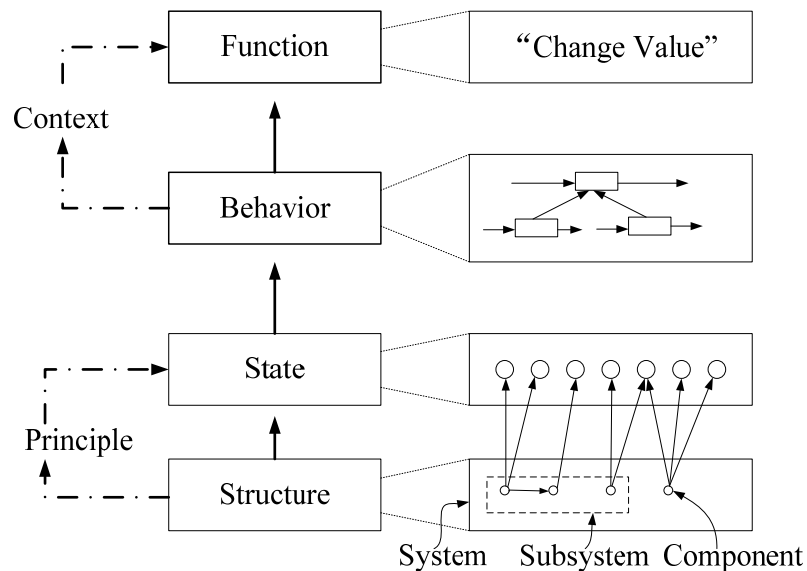 Function
“Change Value”
Context
Behavior
State
Principle
Structure
System
Subsystem
Component